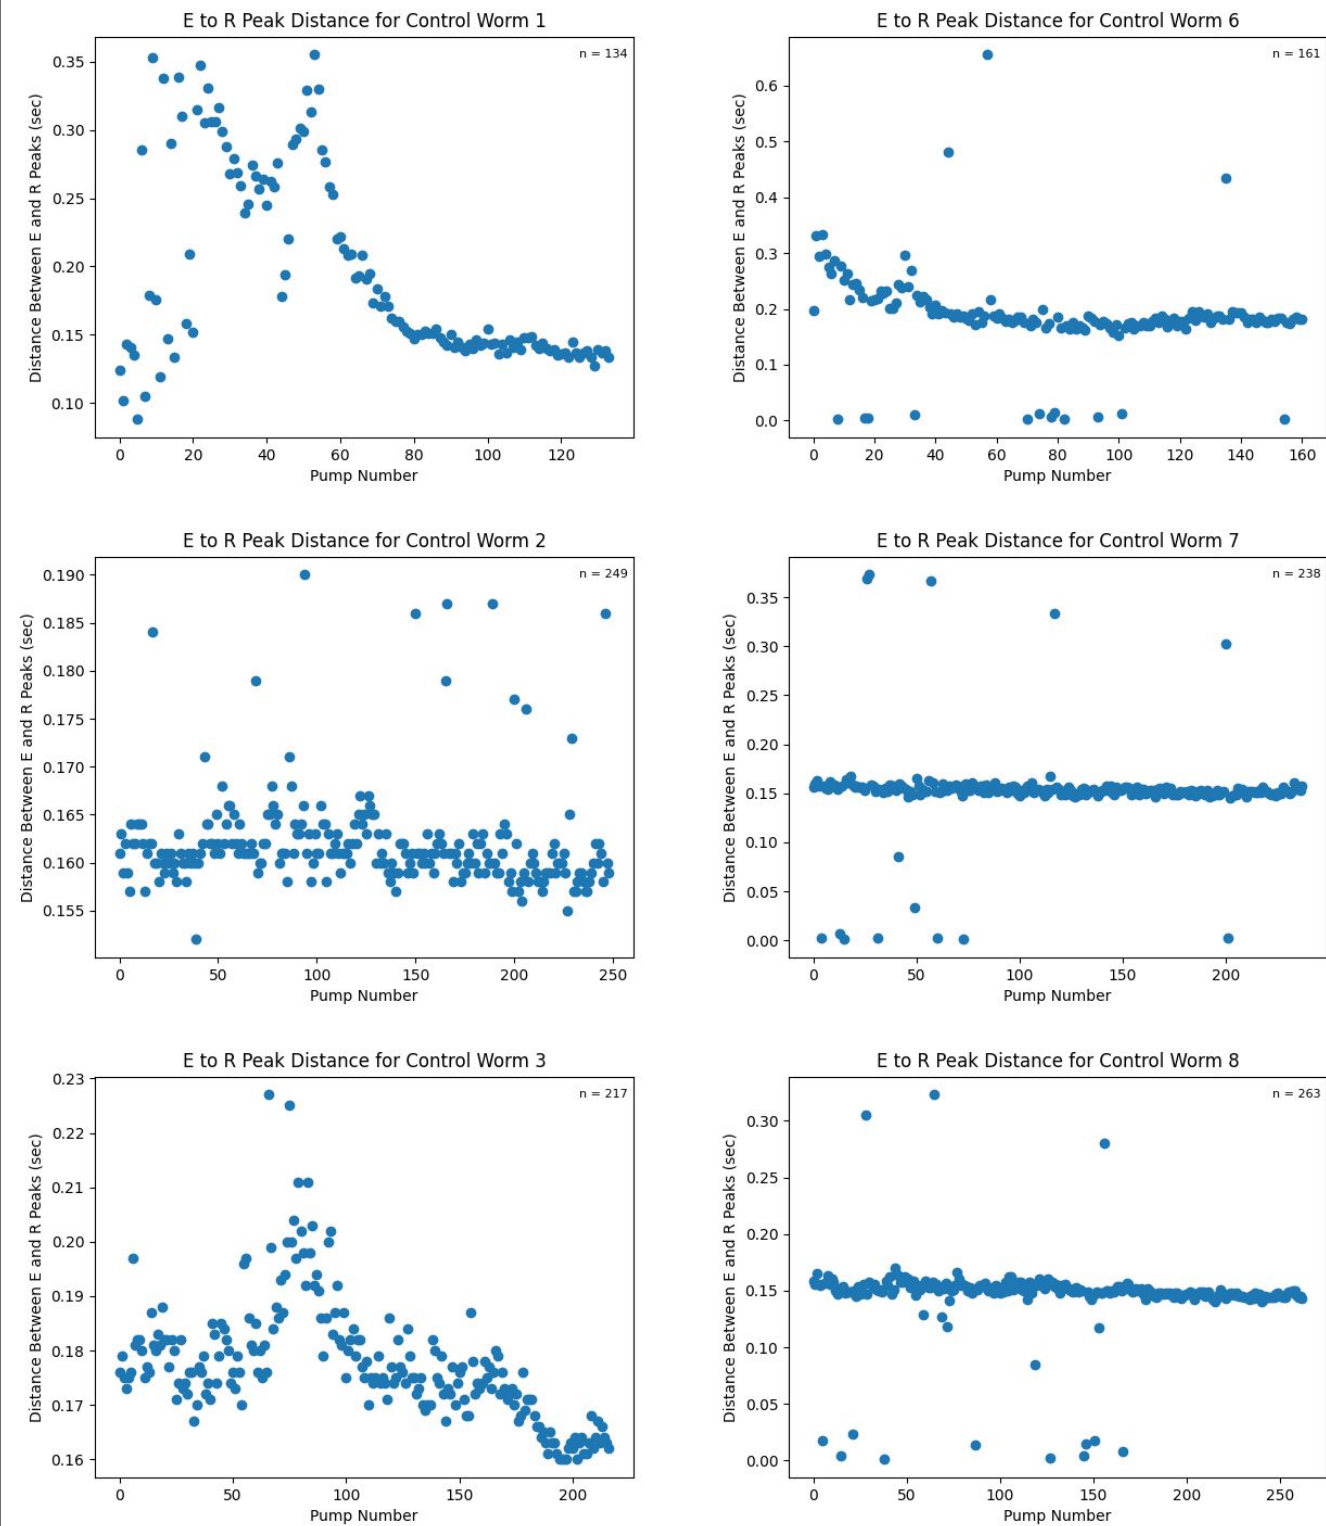 E to R Peak Distance for Control Worm 1
n = 134
Distance Between E and R Peaks (sec)
0.35
0.30
0.25
0.20
0.15
0.10
0 20 40 60 80 100 120
Pump Number
E to R Peak Distance for Control Worm 6
n = 161
Distance Between E and R Peaks (sec)
0.6
0.5
0.4
0.3
0.2
0.1
0.0
0 20 40 60 80 100 120 140 160
Pump Number
E to R Peak Distance for Control Worm 2
n = 249
Distance Between E and R Peaks (sec)
0.190
0.185
0.180
0.175
0.170
0.165
0.160
0.155
0 50 100 150 200 250
Pump Number
E to R Peak Distance for Control Worm 7
n = 238
Distance Between E and R Peaks (sec)
0.35
0.30
0.25
0.20
0.15
0.10
0.05
0.00
0 50 100 150 200
Pump Number
E to R Peak Distance for Control Worm 3
n = 217
Distance Between E and R Peaks (sec)
0.23
0.22
0.21
0.20
0.19
0.18
0.17
0.16
0 50 100 150 200
Pump Number
E to R Peak Distance for Control Worm 8
n = 263
Distance Between E and R Peaks (sec)
0.30
0.25
0.20
0.15
0.10
0.05
0.00
0 50 100 150 200 250
Pump Number